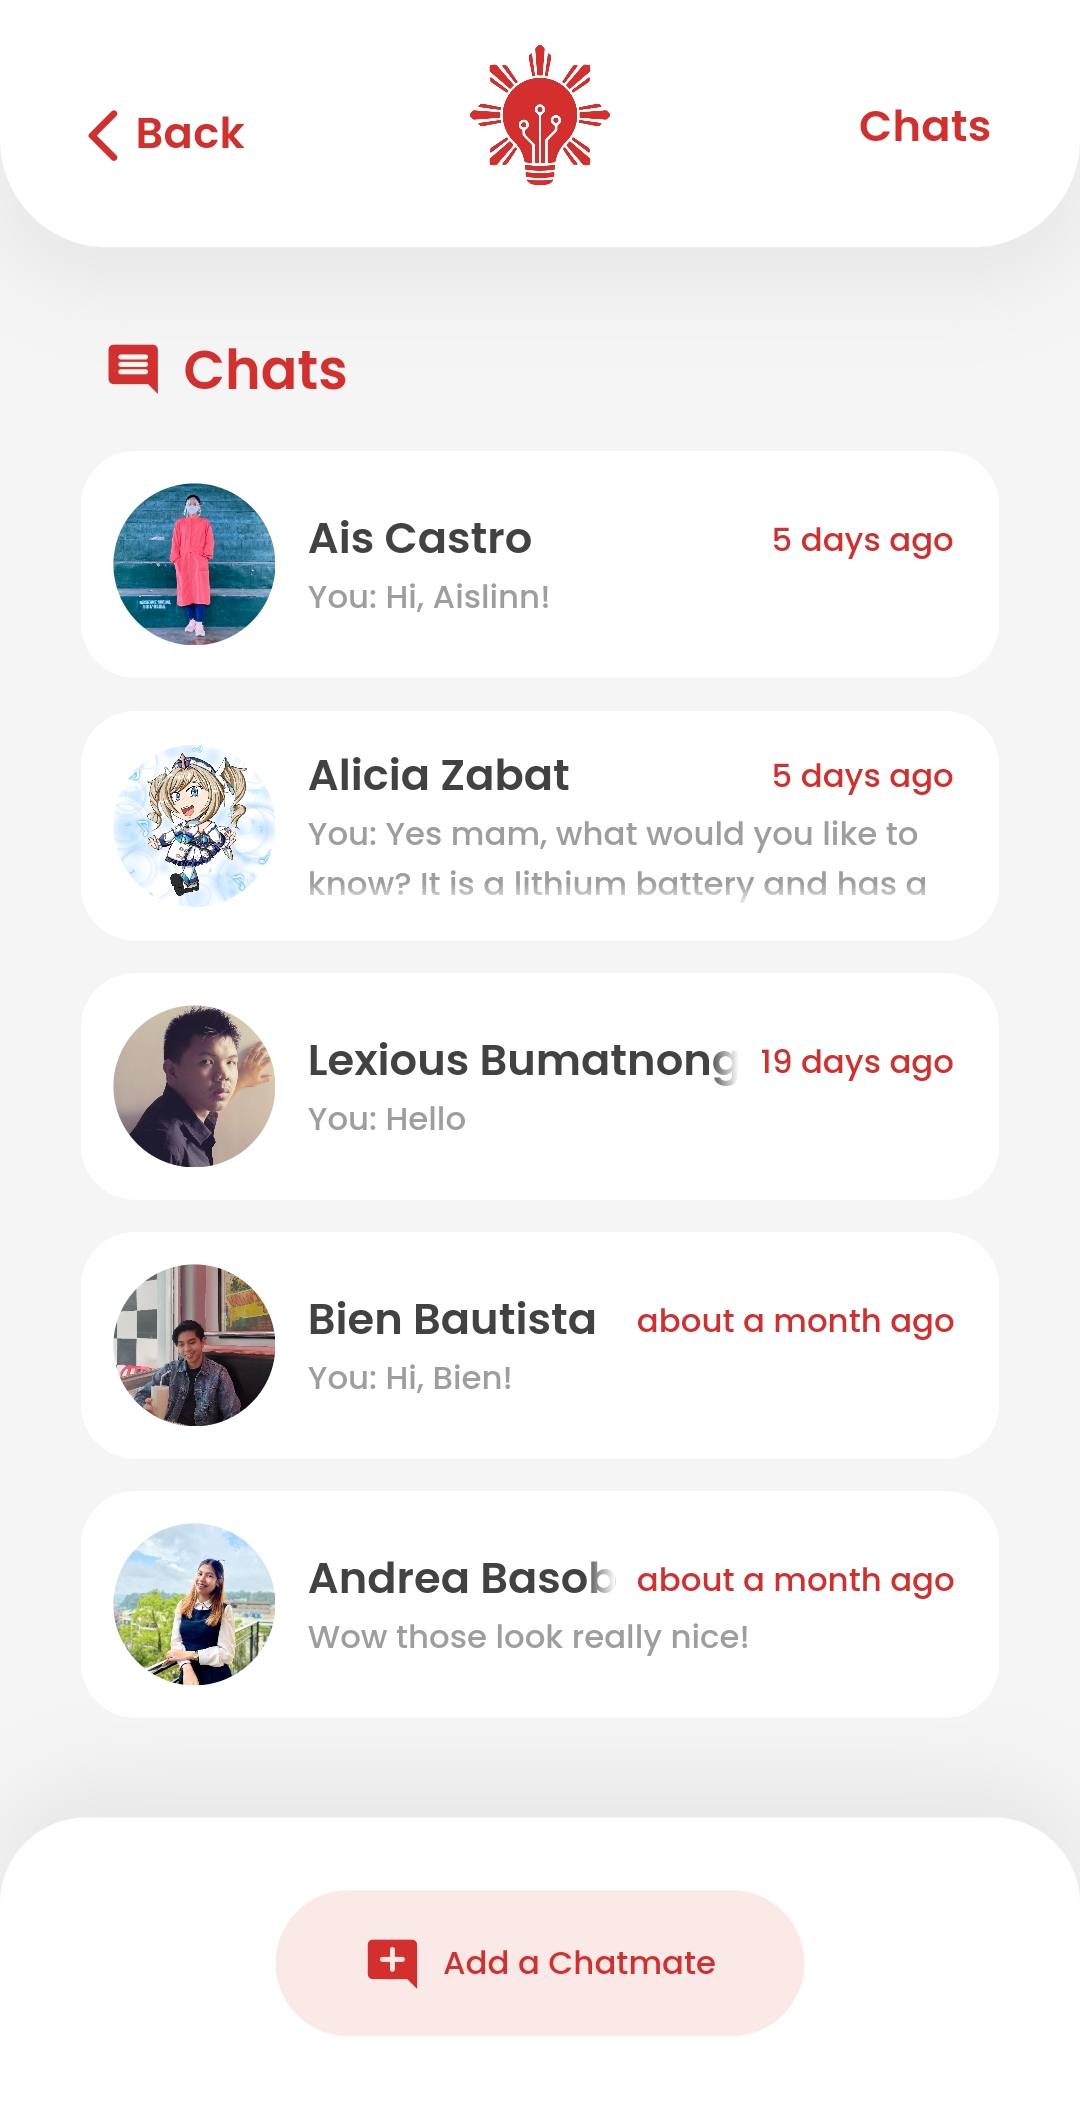 Back
Chats
Chats
Ais Castro
5 days ago
You: Hi, Aislinn!
Alicia Zabat
5 days ago
You: Yes mam, what would you like to
know? It is a lithium battery and has a
Lexious Bumatnong
19 days ago
You: Hello
Bien Bautista
about a month ago
You: Hi, Bien!
Andrea Basob
about a month ago
Wow those look really nice!
Add a Chatmate